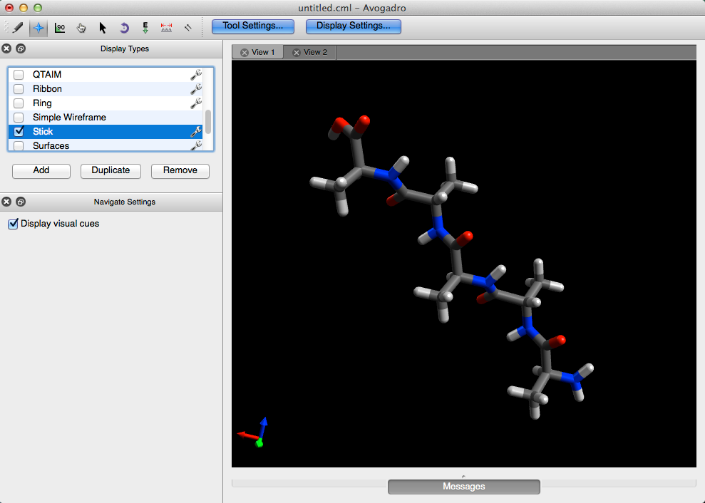 untitled.cml – Avogadro
Tool Settings...
Display Settings...
Display Types
QTAIM
Ribbon
Ring
Simple Wireframe
Stick
Surfaces
Add
Duplicate
Remove
Navigate Settings
Display visual cues
View 1
View 2
Messages